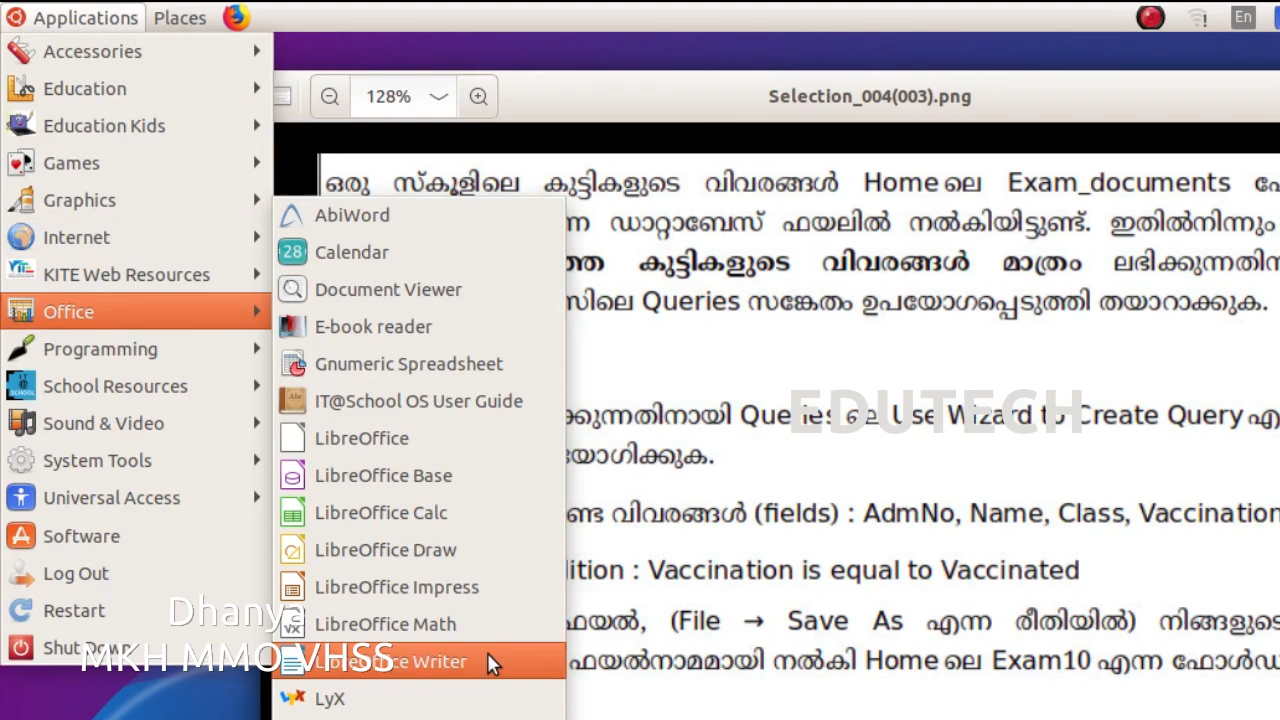 Applications Places En
Accessories
Education
Education Kids
Games
Graphics
Internet
KITE Web Resources
Office
Programming
School Resources
Sound & Video
System Tools
Universal Access
Software
Log Out
Restart
Shut Down
AbiWord
Calendar
Document Viewer
E-book reader
Gnumeric Spreadsheet
IT@School OS User Guide
LibreOffice
LibreOffice Base
LibreOffice Calc
LibreOffice Draw
LibreOffice Impress
LibreOffice Math
LibreOffice Writer
LyX
128% Selection_004(003).png
ഒരു സ്കൂളിലെ കുട്ടികളുടെ വിവരങ്ങൾ Home ലെ Exam_documents
ഡാറ്റാബേസ് ഫയലിൽ നൽകിയിട്ടുണ്ട്. ഇതിൽനിന്നും
കുട്ടികളുടെ വിവരങ്ങൾ മാത്രം
Queries സങ്കേതം ഉപയോഗപ്പെടുത്തി തയാറാക്കുക.
Queries ലെ Use Wizard to Create Query
EDUTECH
വിവരങ്ങൾ (fields) : AdmNo, Name, Class, Vaccination
: Vaccination is equal to Vaccinated
(File → Save As എന്ന രീതിയിൽ)
ഫയൽനാമമായി നൽകി Home ലെ Exam10 എന്ന
Dhanya
MKH MMO VHSS
28